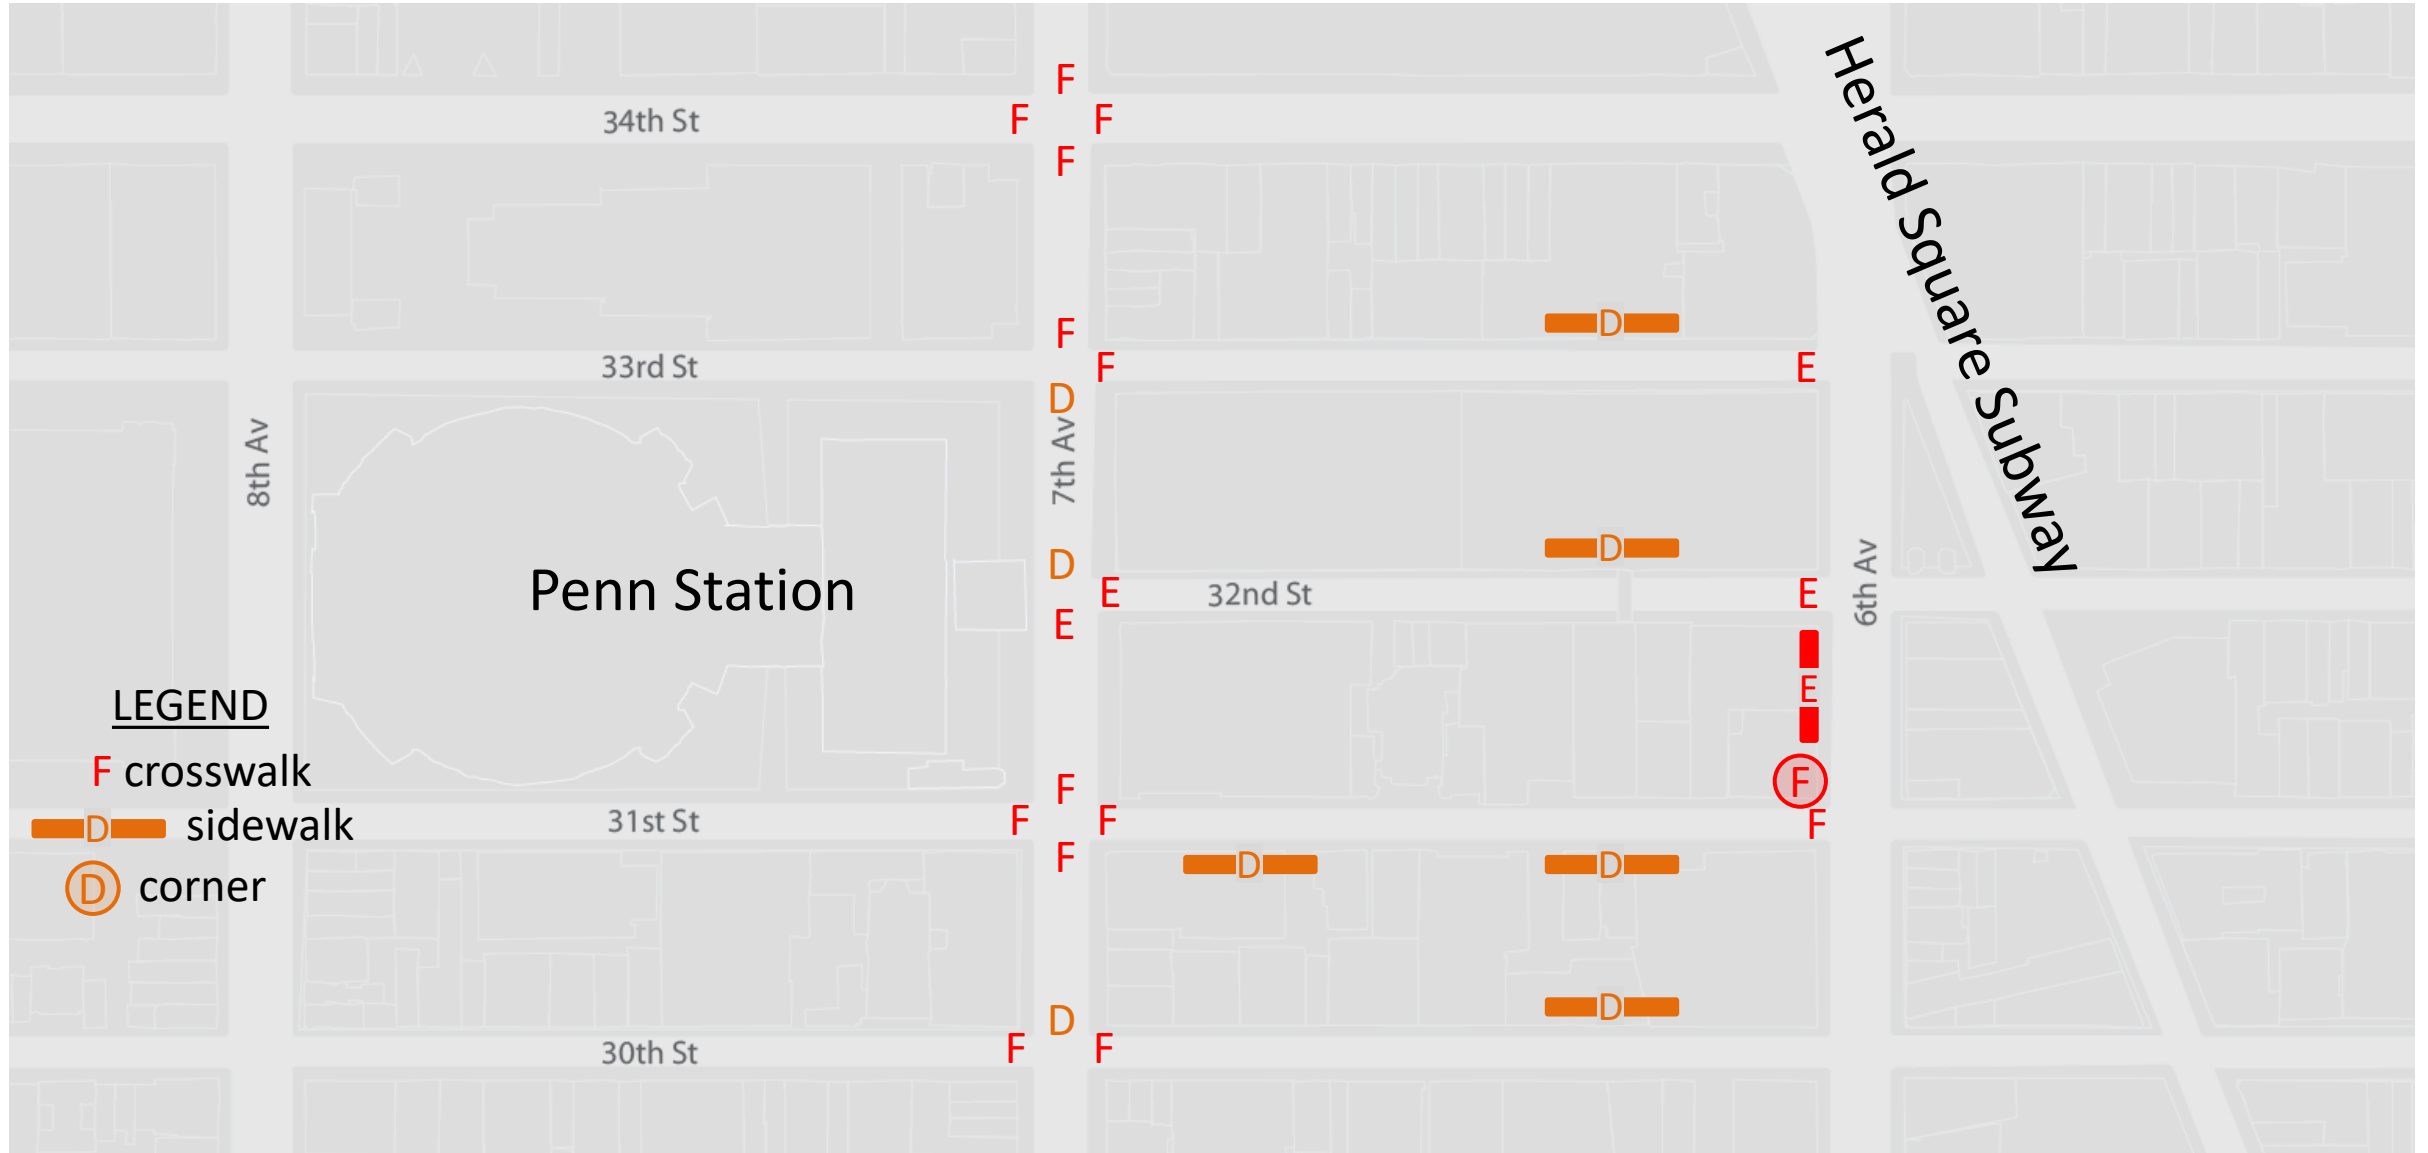 F
F
F
34th St
F
Herald Square Subway
D
F
33rd St
F
E
D
8th Av
7th Av
D
D
Penn Station
E
32nd St
E
6th Av
E
E
LEGEND
F crosswalk
D sidewalk
D corner
F
F
31st St
F
F
F
F
F
D
D
D
D
30th St
F
F